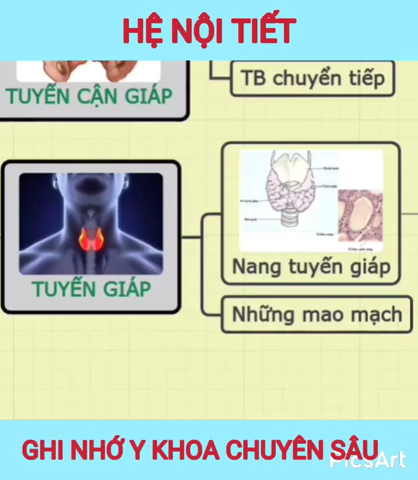 HỆ NỘI TIẾT
TUYẾN CẬN GIÁP
TB chuyển tiếp
TUYẾN GIÁP
Nang tuyến giáp
Những mao mạch
GHI NHỚ Y KHOA CHUYÊN SÂU
PicsArt